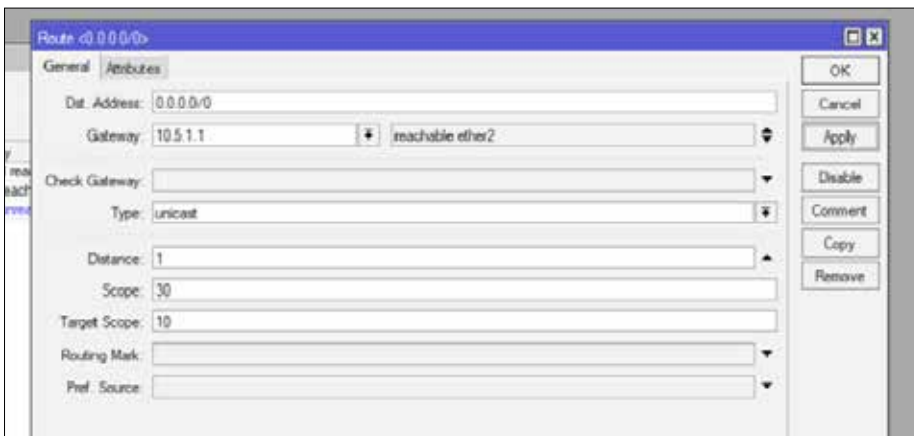 Route <0.0.0.0/0>
General Attributes
OK
Dst. Address: 0.0.0.0/0
Cancel
Gateway: 10.5.1.1 reachable ether2
Apply
Check Gateway:
Disable
Type: unicast
Comment
Copy
Distance: 1
Remove
Scope: 30
Target Scope: 10
Routing Mark:
Pref. Source: